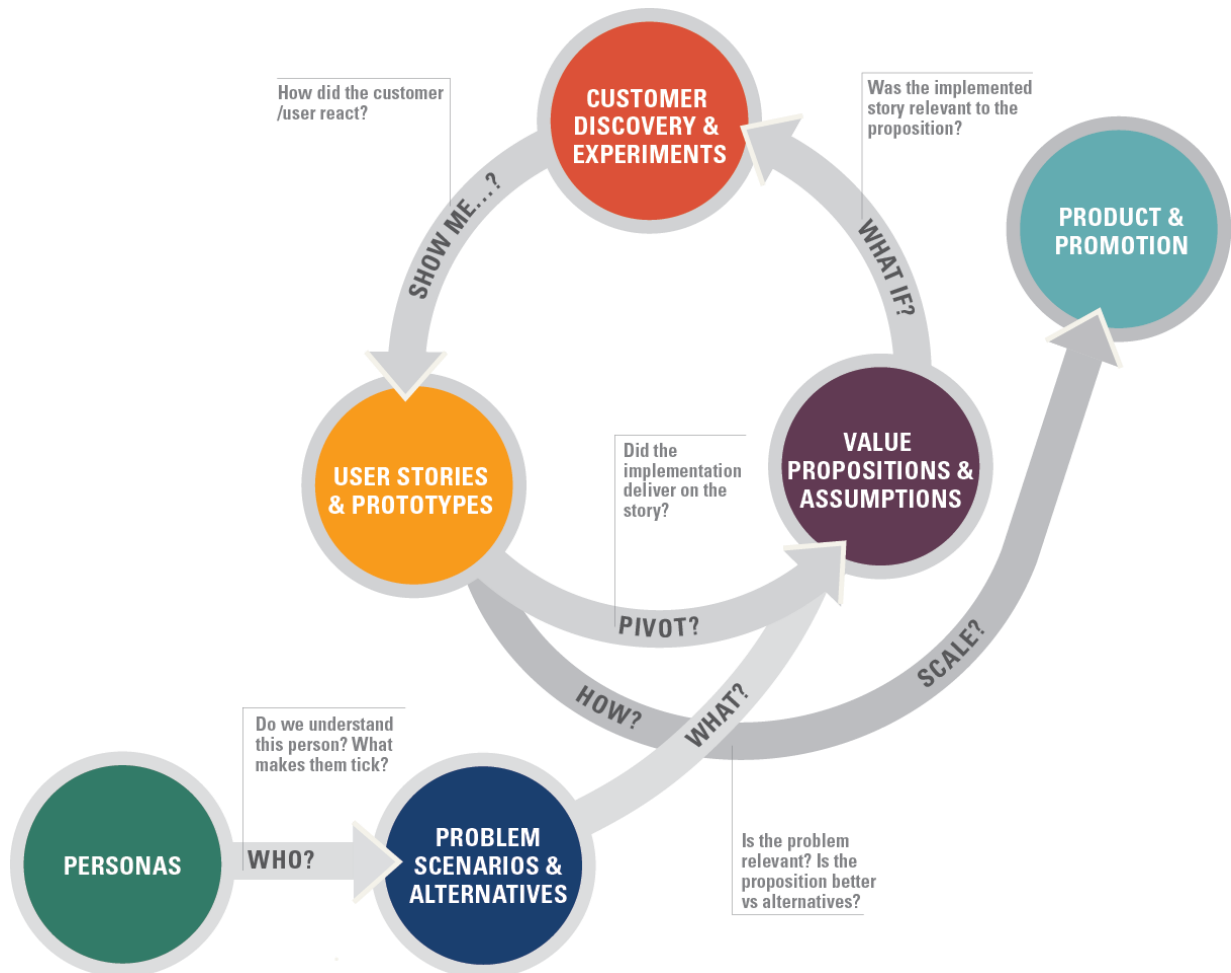 How did the customer
/user react?
CUSTOMER
DISCOVERY &
EXPERIMENTS
Was the implemented
story relevant to the
proposition?
PRODUCT &
PROMOTION
SHOW ME...?
WHAT IF?
USER STORIES
& PROTOTYPES
Did the
implementation
deliver on the
story?
VALUE
PROPOSITIONS &
ASSUMPTIONS
PIVOT?
HOW?
WHAT?
SCALE?
Do we understand
this person? What
makes them tick?
PERSONAS
WHO?
PROBLEM
SCENARIOS &
ALTERNATIVES
Is the problem
relevant? Is the
proposition better
vs alternatives?